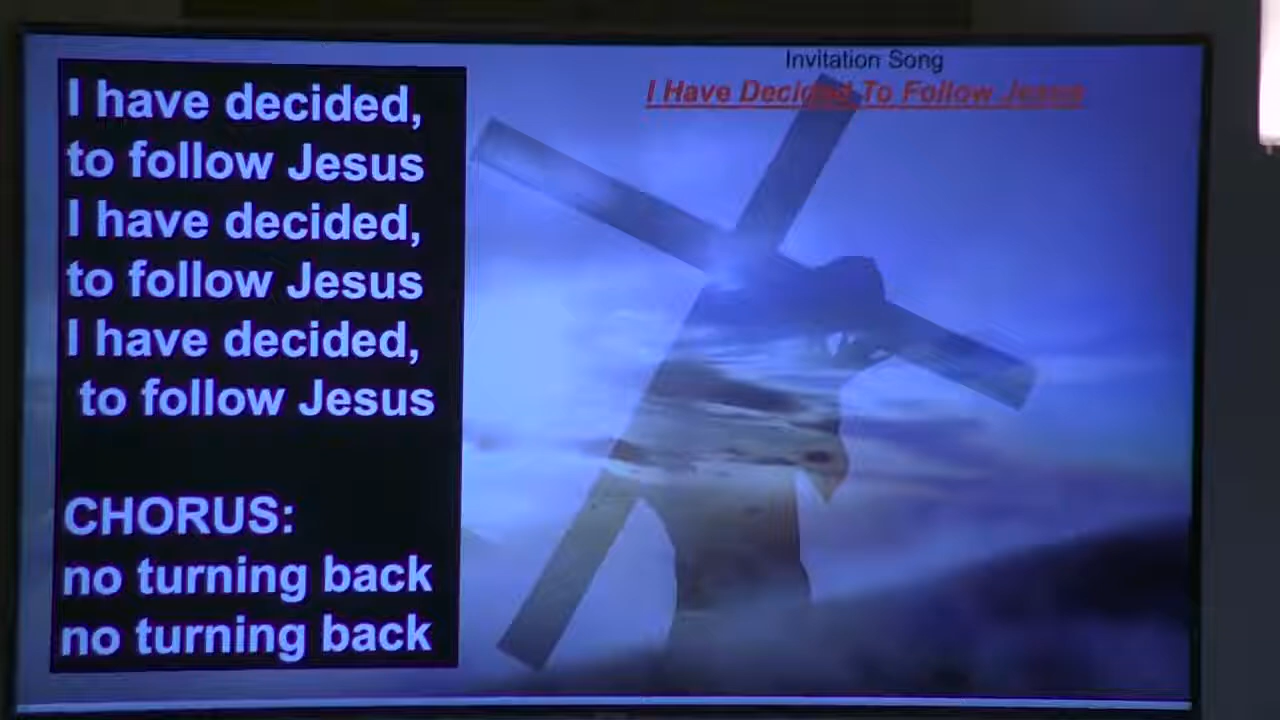 Invitation Song
I Have Decided To Follow Jesus
I have decided,
to follow Jesus
I have decided,
to follow Jesus
I have decided,
to follow Jesus
CHORUS:
no turning back
no turning back